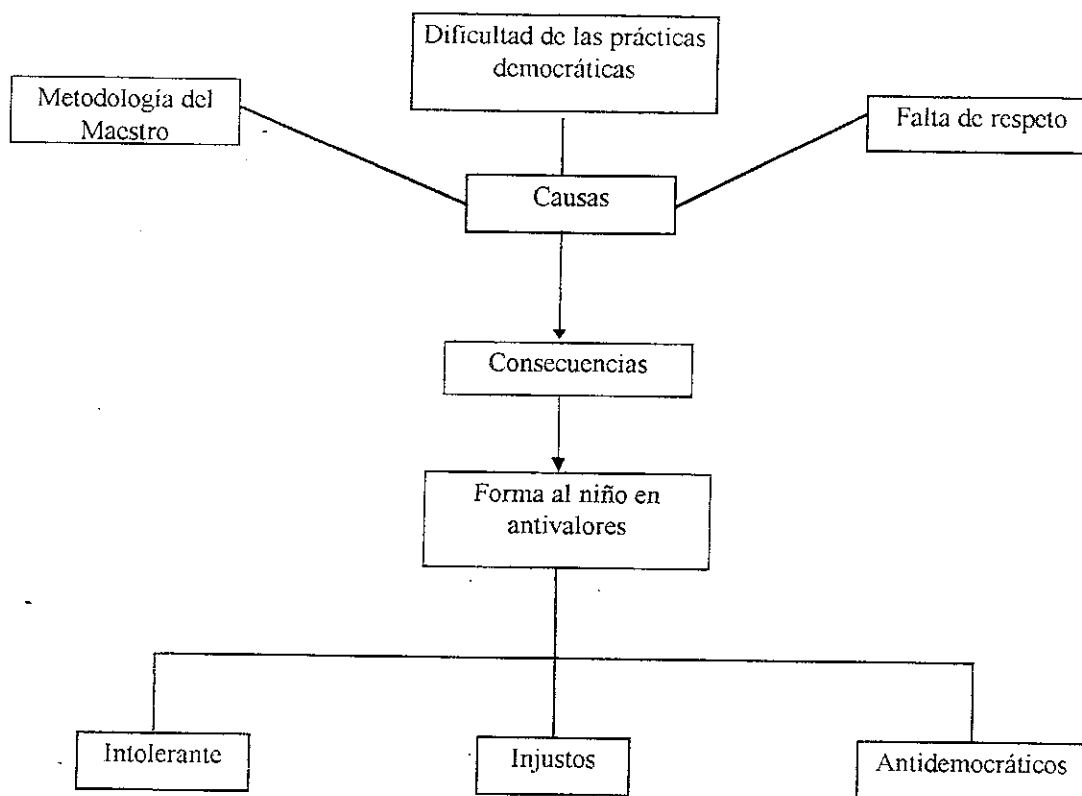 Dificultad de las prácticas
democráticas
Metodología del
Maestro
Falta de respeto
Causas
Consecuencias
Forma al niño en
antivalores
Intolerante
Injustos
Antidemocráticos